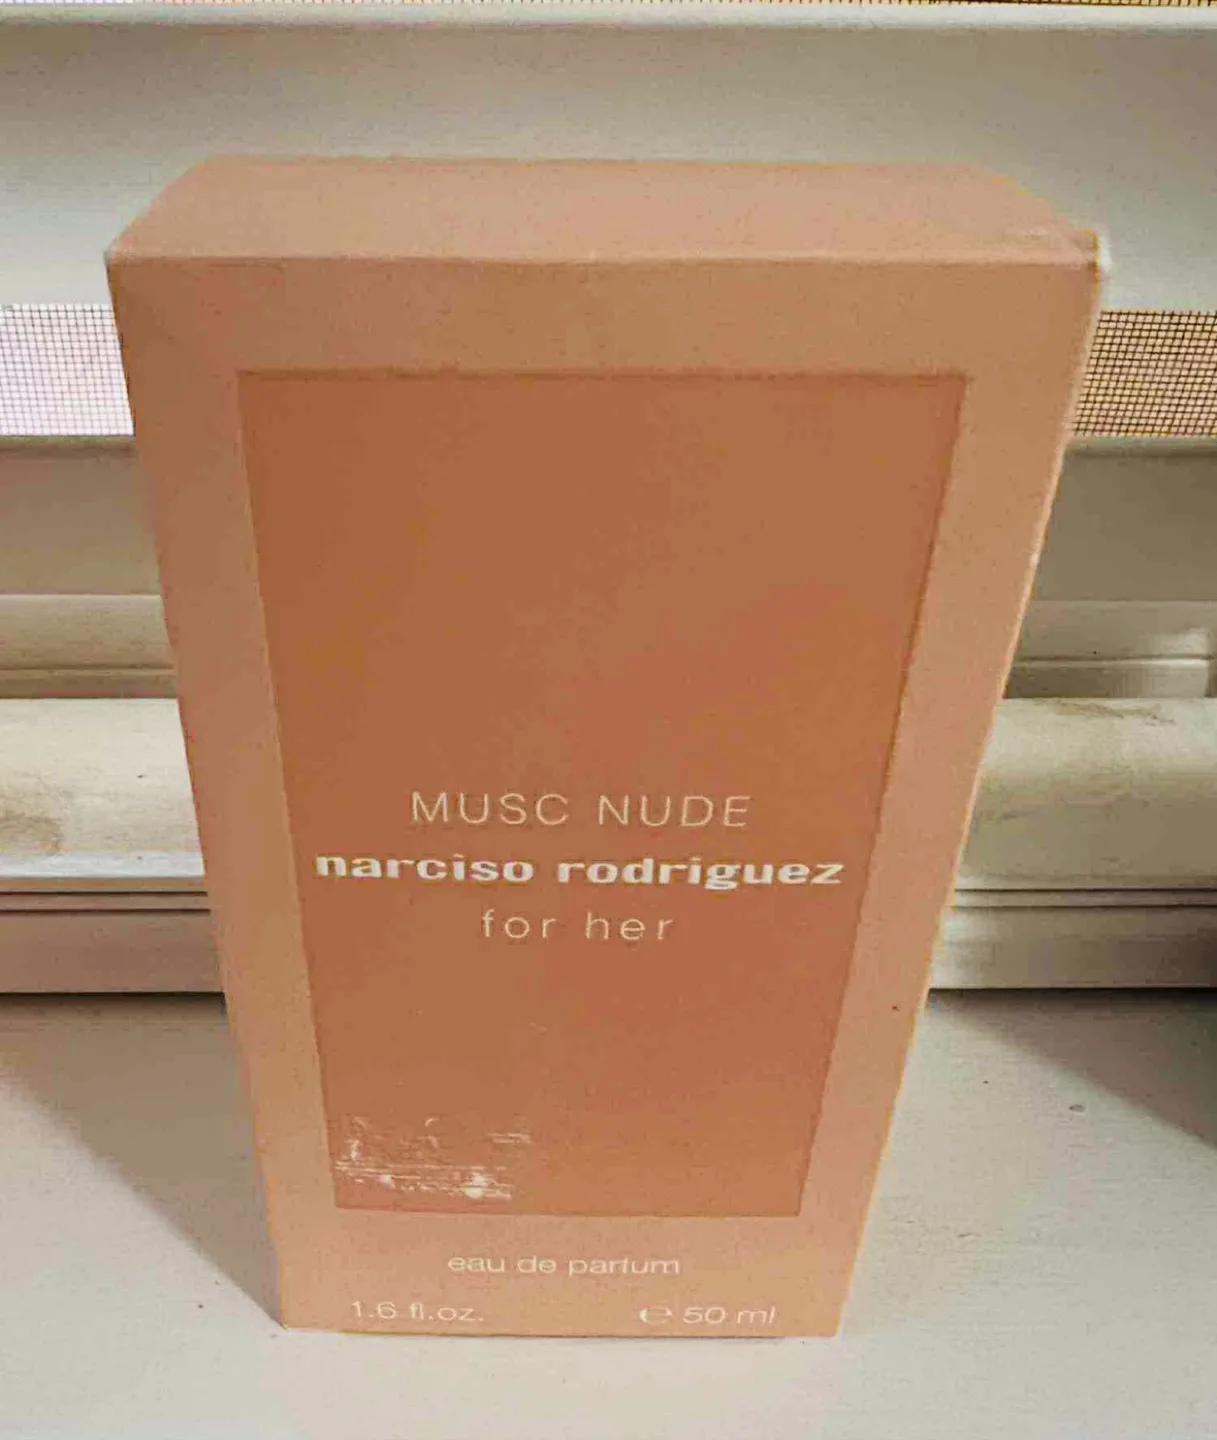 MUSC NUDE
narciso rodriguez
for her
eau de parfum
1.6 fl.oz. ℮ 50 ml